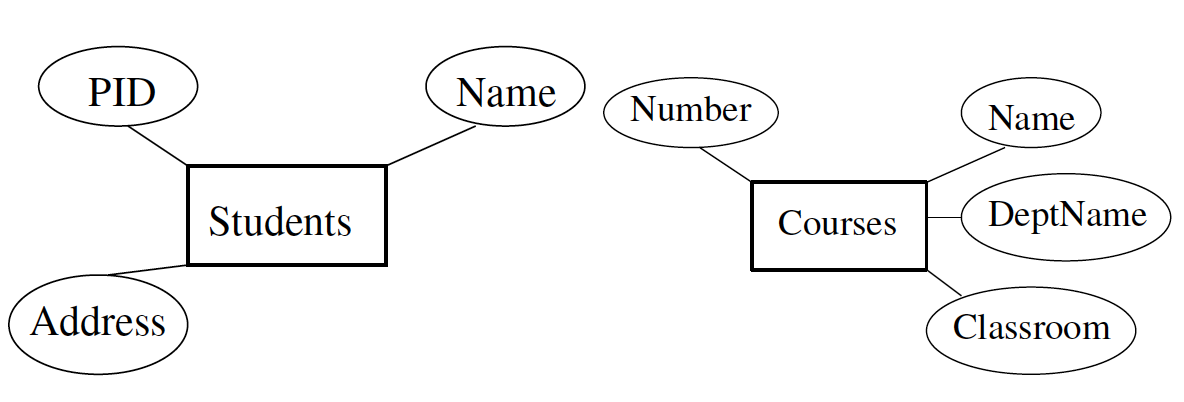 PID
Name
Students
Address
Number
Name
Courses
DeptName
Classroom